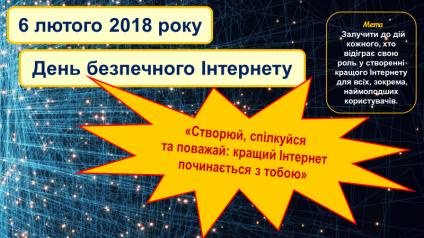 6 лютого 2018 року
День безпечного Інтернету
Мета
Залучити до дій
кожного, хто
відіграє свою
роль у створенні
кращого Інтернету
для всіх, зокрема,
наймолодших
користувачів.
«Створюй, спілкуйся
та поважай: кращий Інтернет
починається з тобою»